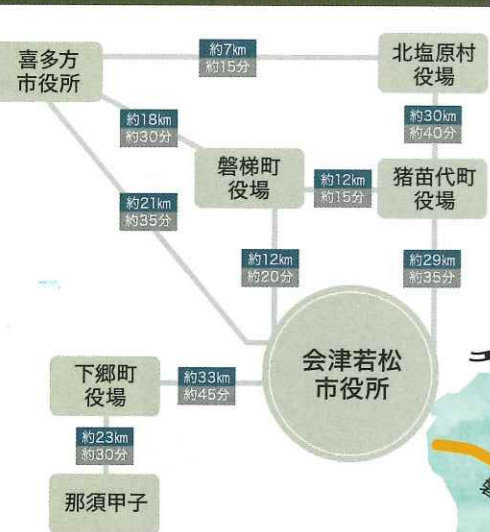 約7km
約15分
喜多方
市役所
北塩原村
役場
約18km
約30分
約30km
約40分
磐梯町
役場
約12km
約15分
猪苗代町
役場
約21km
約35分
約12km
約20分
約29km
約35分
会津若松
市役所
下郷町
役場
約33km
約45分
約23km
約30分
那須甲子